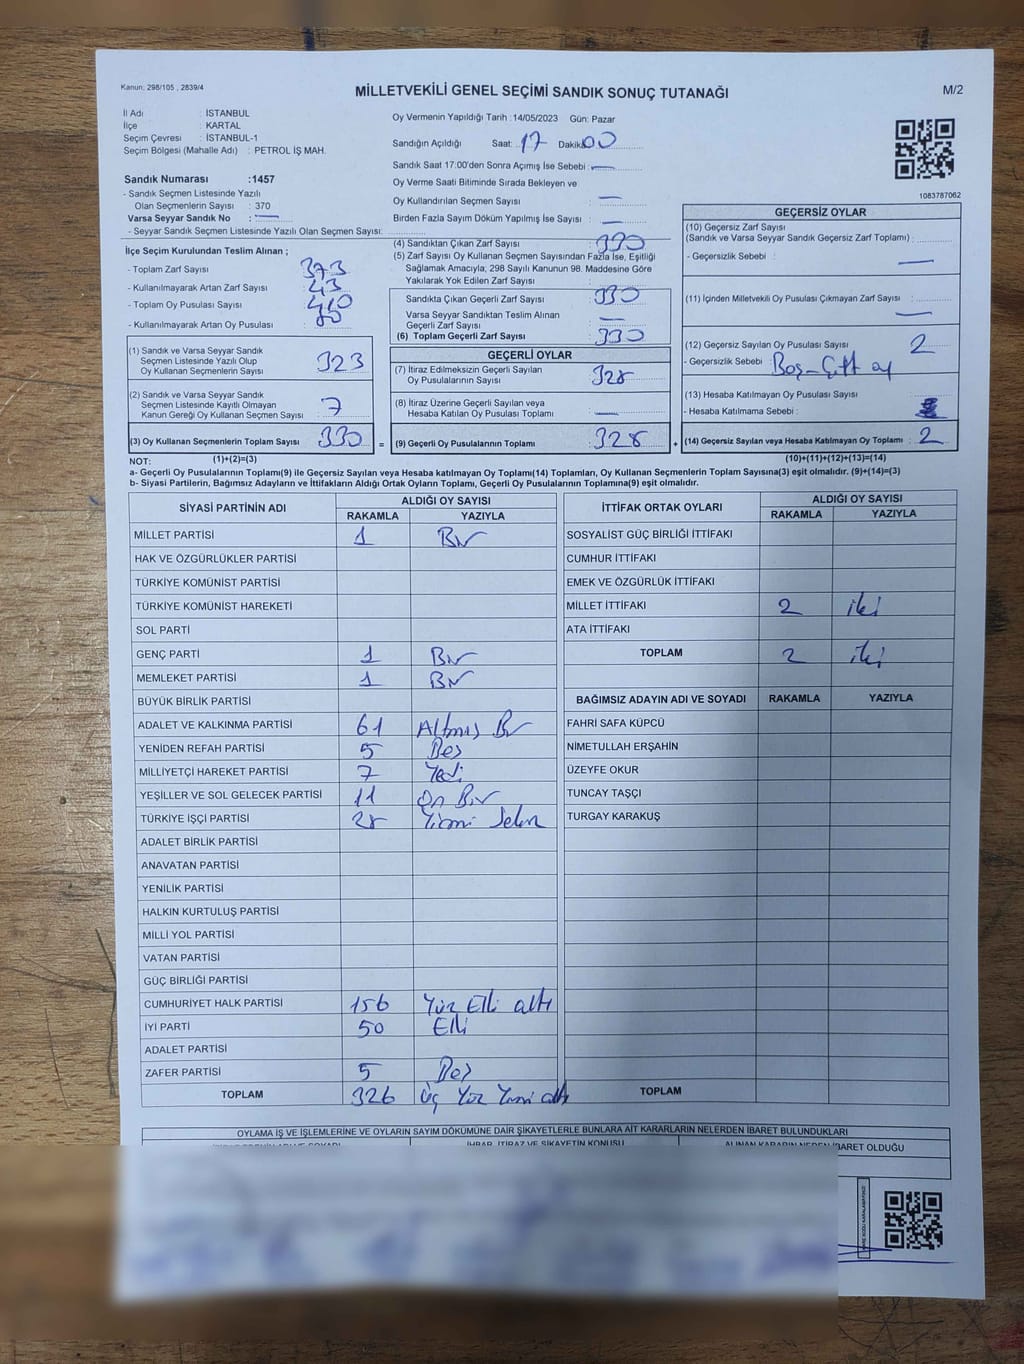 Kanun: 298/105 , 2839/4
MİLLETVEKİLİ GENEL SEÇİMİ SANDIK SONUÇ TUTANAĞI
M/2
İl Adı : İSTANBUL
İlçe : KARTAL
Seçim Çevresi : İSTANBUL-1
Seçim Bölgesi (Mahalle Adı) : PETROL İŞ MAH.
Sandık Numarası :1457
- Sandık Seçmen Listesinde Yazılı
Olan Seçmenlerin Sayısı : 370
Varsa Seyyar Sandık No : —
- Seyyar Sandık Seçmen Listesinde Yazılı Olan Seçmen Sayısı:
Oy Vermenin Yapıldığı Tarih :14/05/2023 Gün: Pazar
Sandığın Açıldığı Saat: 17 Dakika: 00
Sandık Saat 17:00'den Sonra Açımış İse Sebebi : —
Oy Verme Saati Bitiminde Sırada Bekleyen ve
Oy Kullandırılan Seçmen Sayısı : —
Birden Fazla Sayım Döküm Yapılmış İse Sayısı : —
1083787062
İlçe Seçim Kurulundan Teslim Alınan ;
- Toplam Zarf Sayısı : 373
- Kullanılmayarak Artan Zarf Sayısı : 43
- Toplam Oy Pusulası Sayısı : 410
- Kullanılmayarak Artan Oy Pusulası : 80
(4) Sandıktan Çıkan Zarf Sayısı : 330
(5) Zarf Sayısı Oy Kullanan Seçmen Sayısından Fazla İse, Eşitliği
Sağlamak Amacıyla; 298 Sayılı Kanunun 98. Maddesine Göre
Yakılarak Yok Edilen Zarf Sayısı :
Sandıkta Çıkan Geçerli Zarf Sayısı : 330
Varsa Seyyar Sandıktan Teslim Alınan
Geçerli Zarf Sayısı : —
(6) Toplam Geçerli Zarf Sayısı : 330
GEÇERSİZ OYLAR
(10) Geçersiz Zarf Sayısı
(Sandık ve Varsa Seyyar Sandık Geçersiz Zarf Toplamı) :
- Geçersizlik Sebebi : —
(11) İçinden Milletvekili Oy Pusulası Çıkmayan Zarf Sayısı : —
(12) Geçersiz Sayılan Oy Pusulası Sayısı : 2
- Geçersizlik Sebebi : Boş-Çift oy
(13) Hesaba Katılmayan Oy Pusulası Sayısı
- Hesaba Katılmama Sebebi :
(14) Geçersiz Sayılan veya Hesaba Katılmayan Oy Toplamı : 2
(10)+(11)+(12)+(13)=(14)
(1) Sandık ve Varsa Seyyar Sandık
Seçmen Listesinde Yazılı Olup
Oy Kullanan Seçmenlerin Sayısı : 323
(2) Sandık ve Varsa Seyyar Sandık
Seçmen Listesinde Kayıtlı Olmayan
Kanun Gereği Oy Kullanan Seçmen Sayısı : 7
(3) Oy Kullanan Seçmenlerin Toplam Sayısı : 330 =
(1)+(2)=(3)
GEÇERLİ OYLAR
(7) İtiraz Edilmeksizin Geçerli Sayılan
Oy Pusulalarının Sayısı : 328
(8) İtiraz Üzerine Geçerli Sayılan veya
Hesaba Katılan Oy Pusulası Toplamı : —
(9) Geçerli Oy Pusulalarının Toplamı : 328 +
NOT:
a- Geçerli Oy Pusulalarının Toplamı(9) ile Geçersiz Sayılan veya Hesaba katılmayan Oy Toplamı(14) Toplamları, Oy Kullanan Seçmenlerin Toplam Sayısına(3) eşit olmalıdır. (9)+(14)=(3)
b- Siyasi Partilerin, Bağımsız Adayların ve İttifakların Aldığı Ortak Oyların Toplamı, Geçerli Oy Pusulalarının Toplamına(9) eşit olmalıdır.
SİYASİ PARTİNİN ADI ALDIĞI OY SAYISI
RAKAMLA YAZIYLA
MİLLET PARTİSİ 1 Bir
HAK VE ÖZGÜRLÜKLER PARTİSİ
TÜRKİYE KOMÜNİST PARTİSİ
TÜRKİYE KOMÜNİST HAREKETİ
SOL PARTİ
GENÇ PARTİ 1 Bir
MEMLEKET PARTİSİ 1 Bir
BÜYÜK BİRLİK PARTİSİ
ADALET VE KALKINMA PARTİSİ 61 Altmış Bir
YENİDEN REFAH PARTİSİ 5 Beş
MİLLİYETÇİ HAREKET PARTİSİ 7 Yedi
YEŞİLLER VE SOL GELECEK PARTİSİ 11 On Bir
TÜRKİYE İŞÇİ PARTİSİ 28 Yirmi Sekiz
ADALET BİRLİK PARTİSİ
ANAVATAN PARTİSİ
YENİLİK PARTİSİ
HALKIN KURTULUŞ PARTİSİ
MİLLİ YOL PARTİSİ
VATAN PARTİSİ
GÜÇ BİRLİĞİ PARTİSİ
CUMHURİYET HALK PARTİSİ 156 Yüz Elli altı
İYİ PARTİ 50 Elli
ADALET PARTİSİ
ZAFER PARTİSİ 5 Beş
TOPLAM 326 Üç Yüz Yirmi altı
İTTİFAK ORTAK OYLARI ALDIĞI OY SAYISI
RAKAMLA YAZIYLA
SOSYALİST GÜÇ BİRLİĞİ İTTİFAKI
CUMHUR İTTİFAKI
EMEK VE ÖZGÜRLÜK İTTİFAKI
MİLLET İTTİFAKI 2 iki
ATA İTTİFAKI
TOPLAM 2 iki
BAĞIMSIZ ADAYIN ADI VE SOYADI RAKAMLA YAZIYLA
FAHRİ SAFA KÜPCÜ
NİMETULLAH ERŞAHİN
ÜZEYFE OKUR
TUNCAY TAŞÇI
TURGAY KARAKUŞ
TOPLAM
OYLAMA İŞ VE İŞLEMLERİNE VE OYLARIN SAYIM DÖKÜMÜNE DAİR ŞİKAYETLERLE BUNLARA AİT KARARLARIN NELERDEN İBARET BULUNDUKLARI
İHBAR, İTİRAZ VE ŞİKAYETİN KONUSU ALINAN KARARIN NEDEN İBARET OLDUĞU